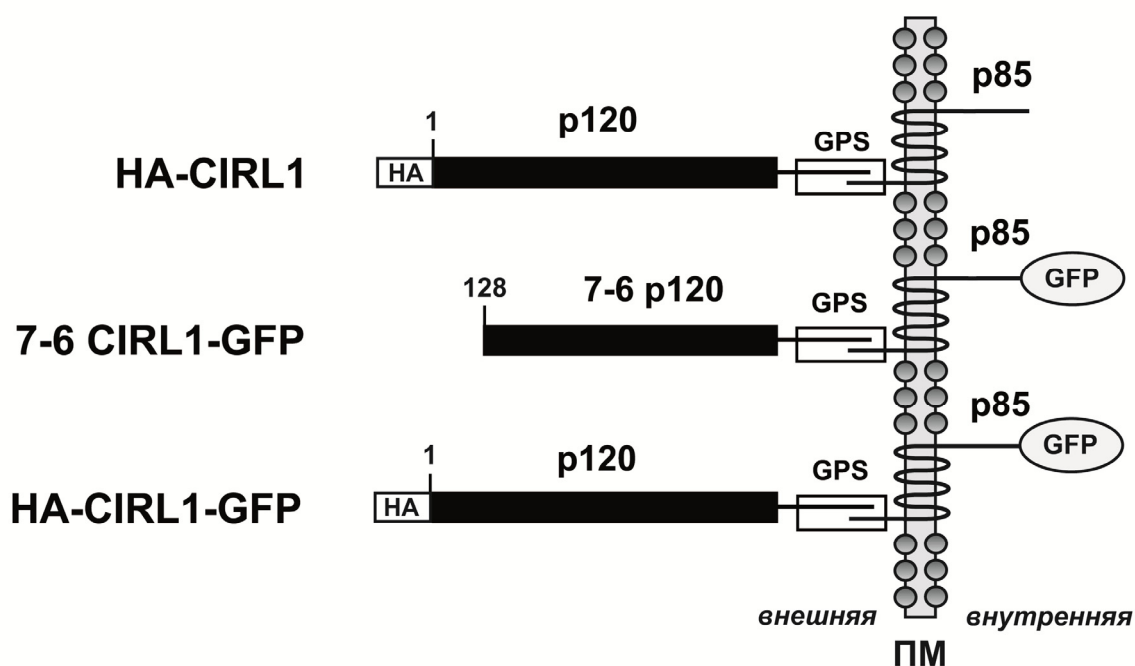 p85
1
p120
GPS
HA-CIRL1
HA
p85
128
7-6 p120
GFP
GPS
7-6 CIRL1-GFP
p85
1
p120
GFP
GPS
HA-CIRL1-GFP
HA
внешняя
внутренняя
ПМ